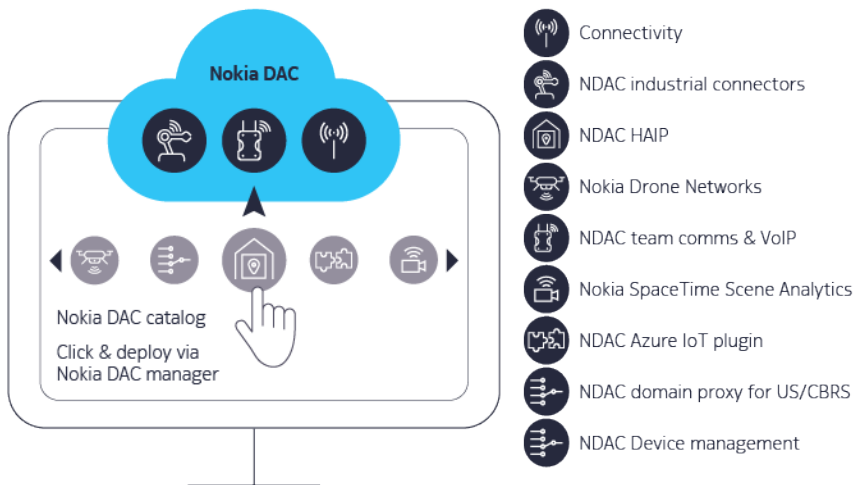 Nokia DAC
Nokia DAC catalog
Click & deploy via
Nokia DAC manager
Connectivity
NDAC industrial connectors
NDAC HAIP
Nokia Drone Networks
NDAC team comms & VoIP
Nokia SpaceTime Scene Analytics
NDAC Azure IoT plugin
NDAC domain proxy for US/CBRS
NDAC Device management